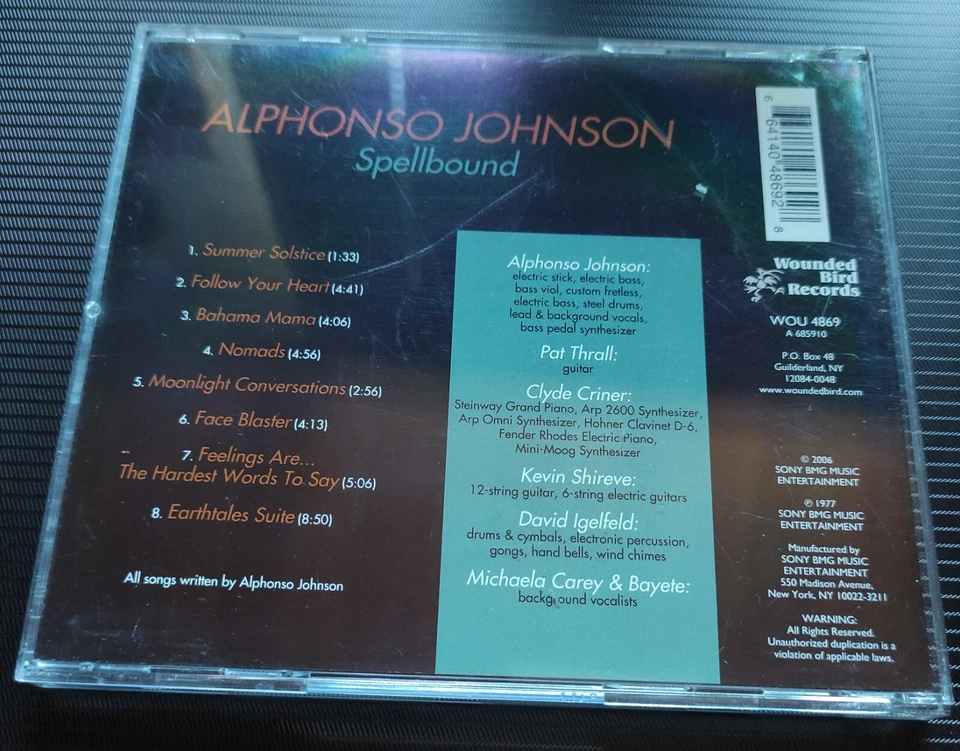 ALPHONSO JOHNSON
Spellbound
1. Summer Solstice (1:33)
2. Follow Your Heart (4:41)
3. Bahama Mama (4:06)
4. Nomads (4:56)
5. Moonlight Conversations (2:56)
6. Face Blaster (4:13)
7. Feelings Are...
The Hardest Words To Say (5:06)
8. Earthtales Suite (8:50)
All songs written by Alphonso Johnson
Alphonso Johnson:
electric stick, electric bass,
bass viol, custom fretless,
electric bass, steel drums,
lead & background vocals,
bass pedal synthesizer
Pat Thrall:
guitar
Clyde Criner:
Steinway Grand Piano, Arp 2600 Synthesizer,
Arp Omni Synthesizer, Hohner Clavinet D-6,
Fender Rhodes Electric Piano,
Mini-Moog Synthesizer
Kevin Shireve:
12-string guitar, 6-string electric guitars
David Igelfeld:
drums & cymbals, electronic percussion,
gongs, hand bells, wind chimes
Michaela Carey & Bayete:
background vocalists
6 64140 48692 8
Wounded
Bird
Records
WOU 4869
A 685910
P.O. Box 48
Guilderland, NY
12084-0048
www.woundedbird.com
© 2006
SONY BMG MUSIC
ENTERTAINMENT
℗ 1977
SONY BMG MUSIC
ENTERTAINMENT
Manufactured by
SONY BMG MUSIC
ENTERTAINMENT
550 Madison Avenue,
New York, NY 10022-3211
WARNING:
All Rights Reserved.
Unauthorized duplication is a
violation of applicable laws.